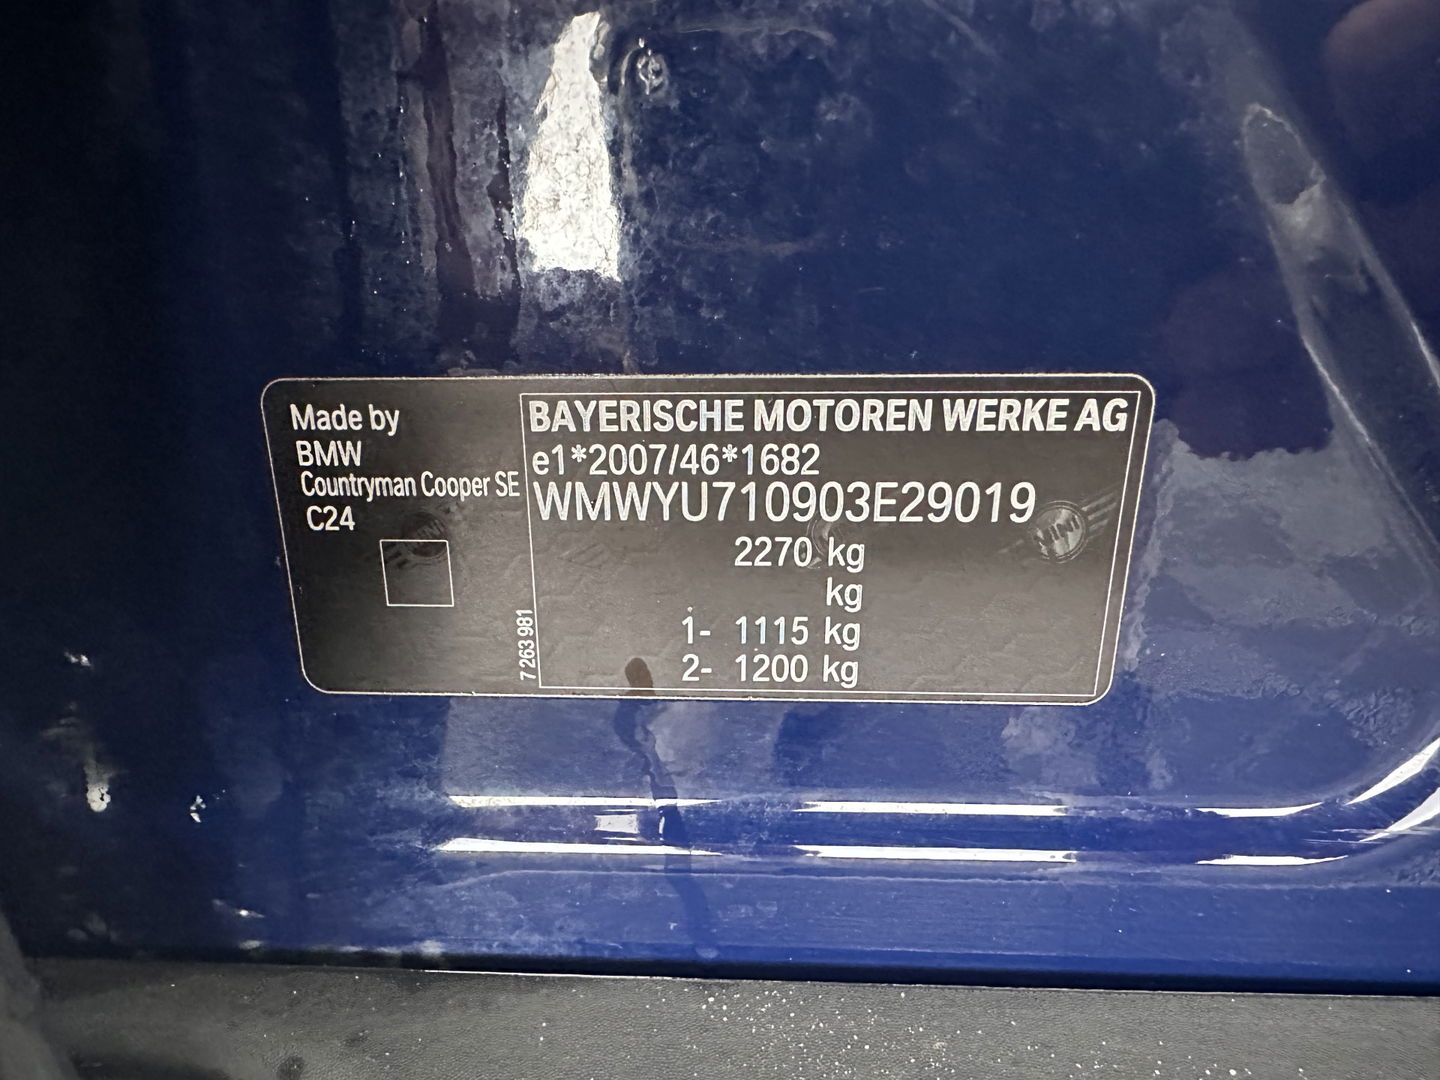 Made by
BMW
Countryman Cooper SE
C24
7 263 981
BAYERISCHE MOTOREN WERKE AG
e1*2007/46*1682
WMWYU710903E29019
MINI
2270 kg
kg
1- 1115 kg
2- 1200 kg